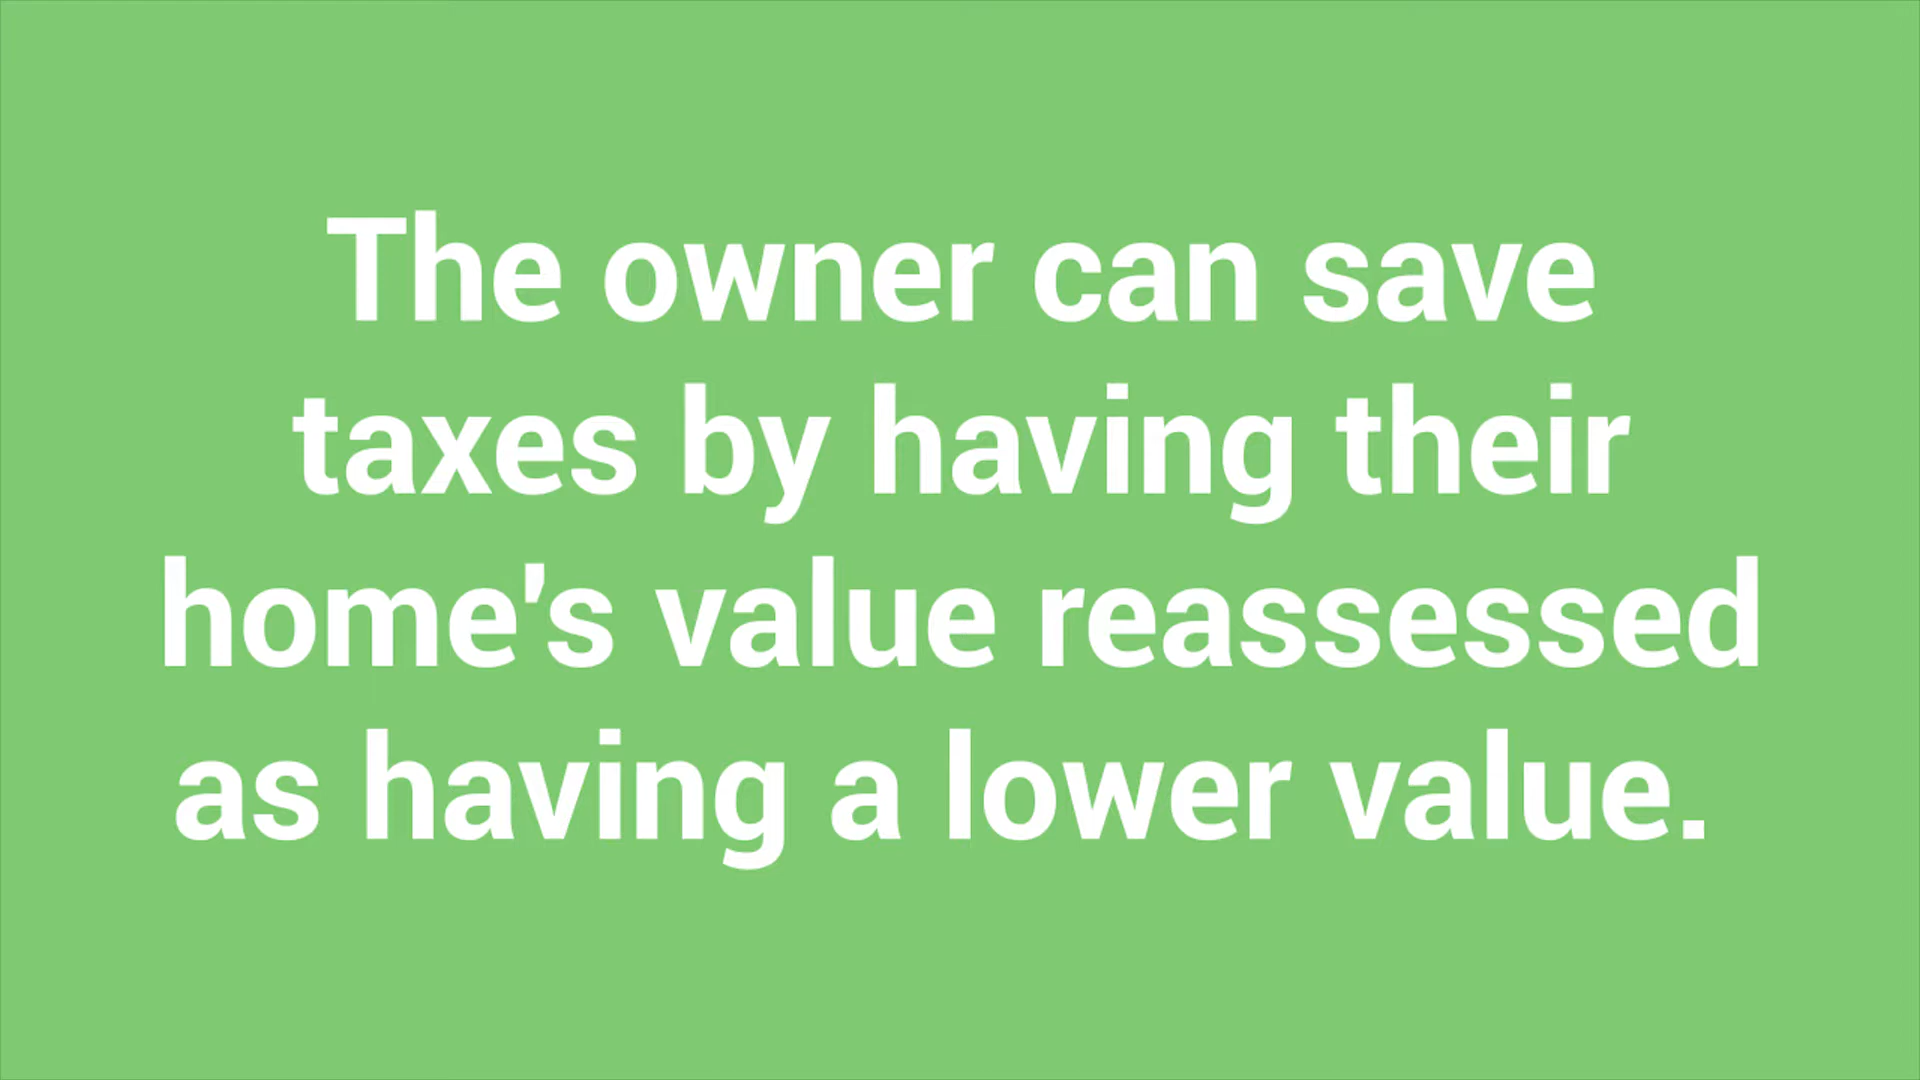 The owner can save
taxes by having their
home's value reassessed
as having a lower value.